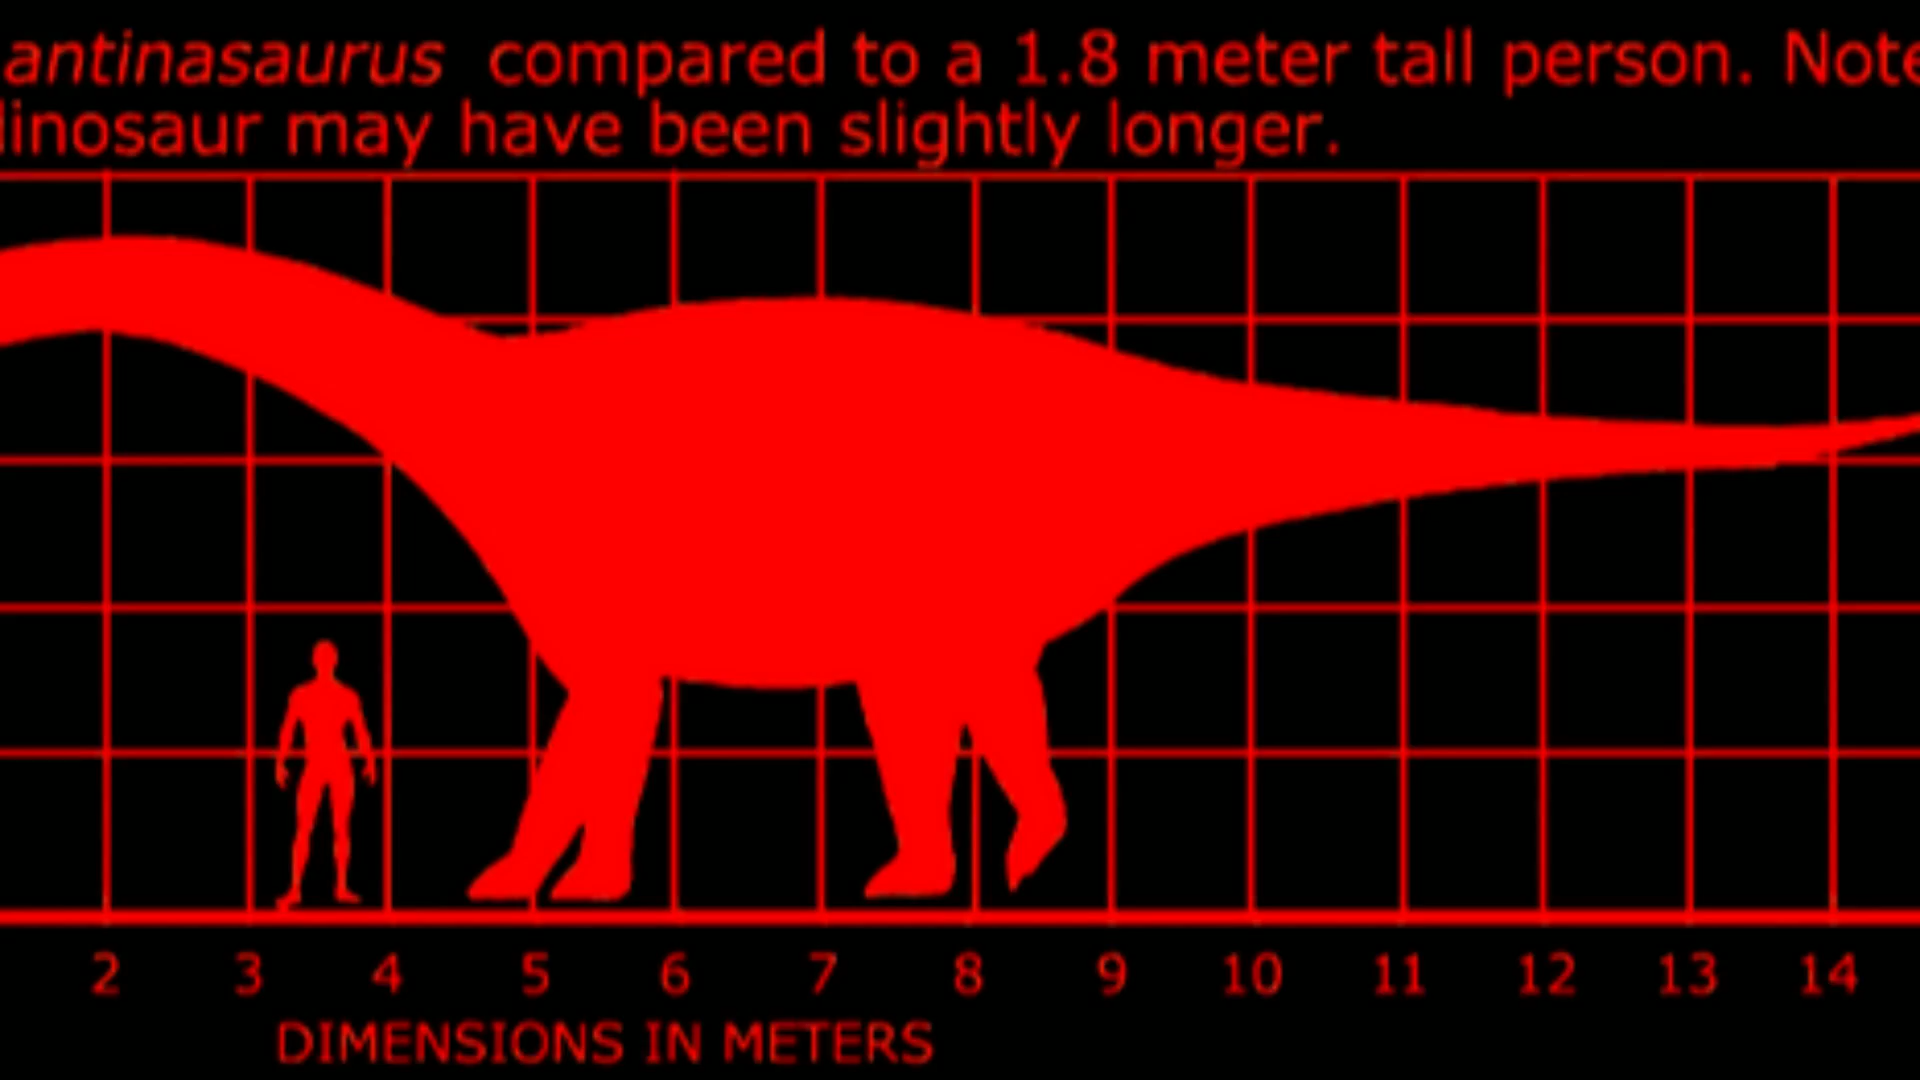 antinasaurus compared to a 1.8 meter tall person. Note
dinosaur may have been slightly longer.
2 3 4 5 6 7 8 9 10 11 12 13 14
DIMENSIONS IN METERS